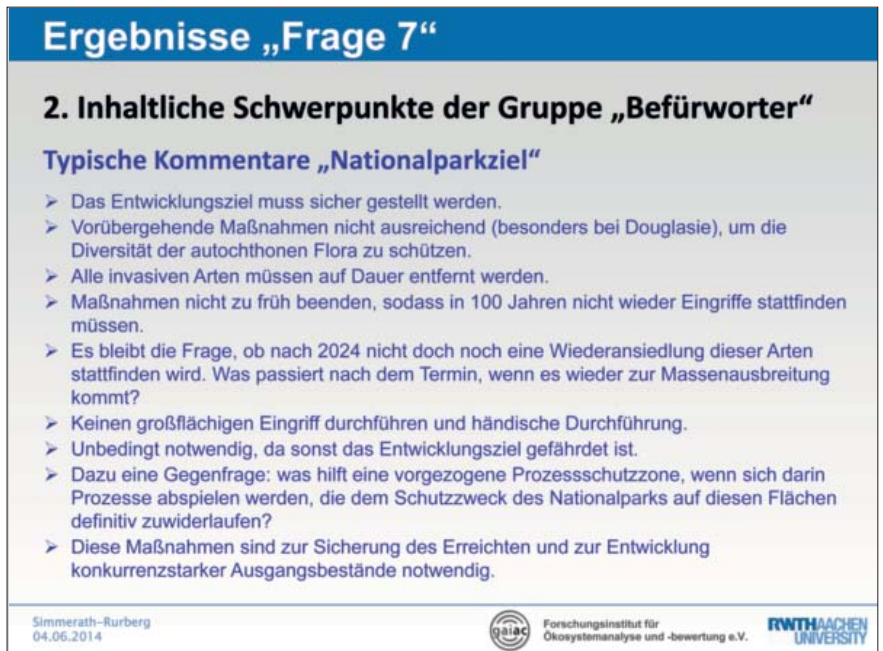 Ergebnisse „Frage 7“
2. Inhaltliche Schwerpunkte der Gruppe „Befürworter“
Typische Kommentare „Nationalparkziel“
➢ Das Entwicklungsziel muss sicher gestellt werden.
➢ Vorübergehende Maßnahmen nicht ausreichend (besonders bei Douglasie), um die
Diversität der autochthonen Flora zu schützen.
➢ Alle invasiven Arten müssen auf Dauer entfernt werden.
➢ Maßnahmen nicht zu früh beenden, sodass in 100 Jahren nicht wieder Eingriffe stattfinden
müssen.
➢ Es bleibt die Frage, ob nach 2024 nicht doch noch eine Wiederansiedlung dieser Arten
stattfinden wird. Was passiert nach dem Termin, wenn es wieder zur Massenausbreitung
kommt?
➢ Keinen großflächigen Eingriff durchführen und händische Durchführung.
➢ Unbedingt notwendig, da sonst das Entwicklungsziel gefährdet ist.
➢ Dazu eine Gegenfrage: was hilft eine vorgezogene Prozessschutzzone, wenn sich darin
Prozesse abspielen werden, die dem Schutzzweck des Nationalparks auf diesen Flächen
definitiv zuwiderlaufen?
➢ Diese Maßnahmen sind zur Sicherung des Erreichten und zur Entwicklung
konkurrenzstarker Ausgangsbestände notwendig.
Simmerath-Rurberg
04.06.2014
gaiac
Forschungsinstitut für
Ökosystemanalyse und -bewertung e.V.
RWTHAACHEN
UNIVERSITY